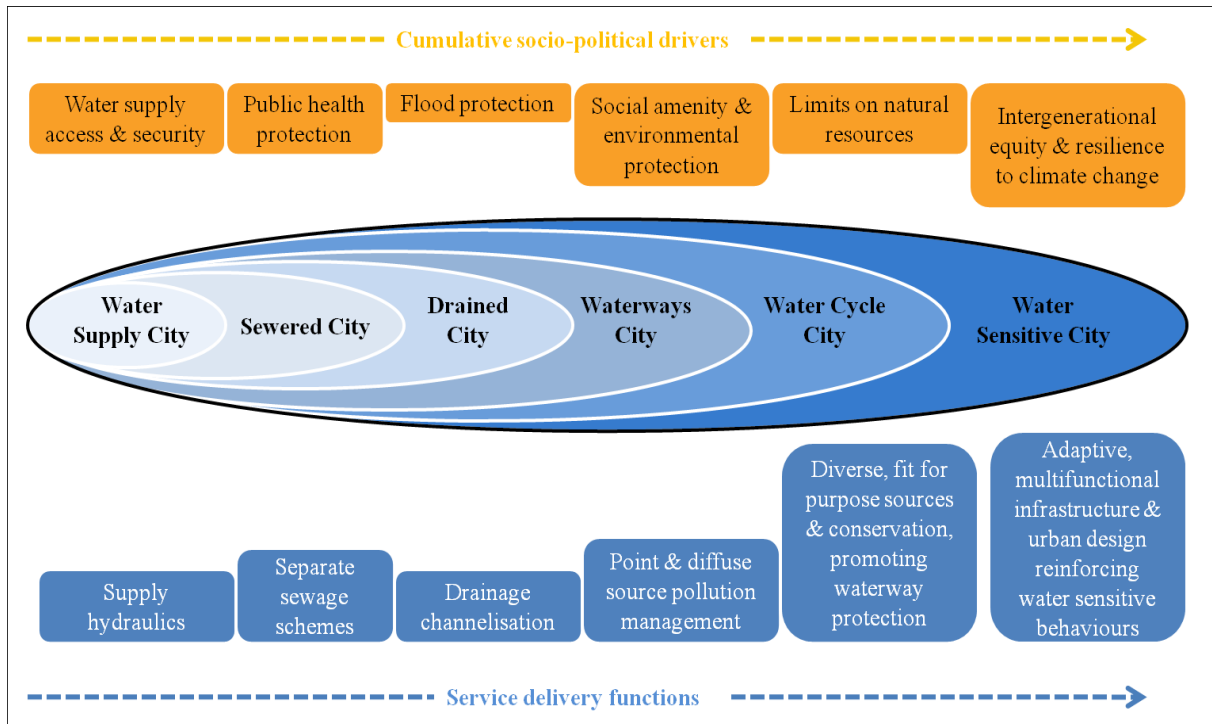 Cumulative socio-political drivers
Water supply
access & security
Public health
protection
Flood protection
Social amenity &
environmental
protection
Limits on natural
resources
Intergenerational
equity & resilience
to climate change
Water
Supply City
Sewered City
Drained
City
Waterways
City
Water Cycle
City
Water
Sensitive City
Supply
hydraulics
Separate
sewage
schemes
Drainage
channelisation
Point & diffuse
source pollution
management
Diverse, fit for
purpose sources
& conservation,
promoting
waterway
protection
Adaptive,
multifunctional
infrastructure &
urban design
reinforcing
water sensitive
behaviours
Service delivery functions